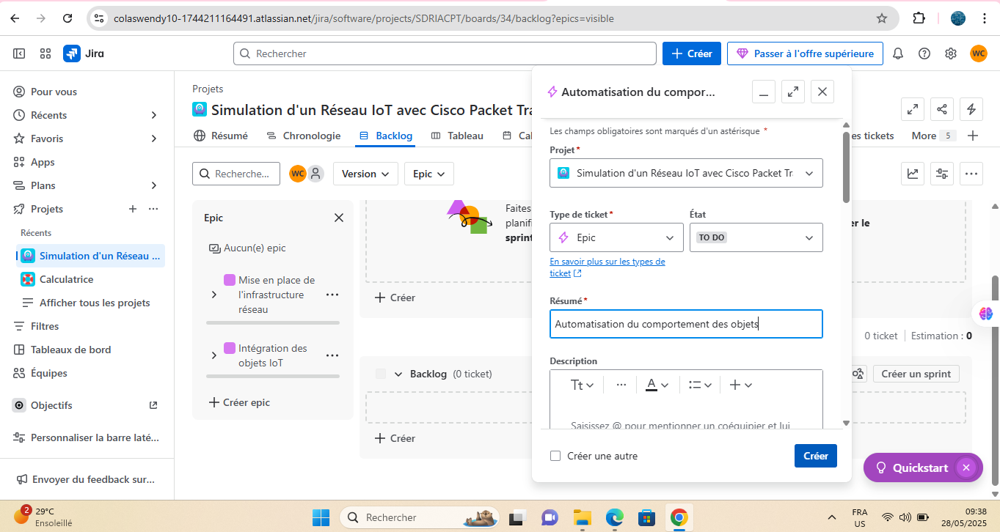 colaswendy10-1744211164491.atlassian.net/jira/software/projects/SDRIACPT/boards/34/backlog?epics=visible
Jira
Rechercher
Créer
Passer à l'offre supérieure
WC
Pour vous
Récents
Favoris
Apps
Plans
Projets
Récents
Simulation d'un Réseau ...
Calculatrice
Afficher tous les projets
Filtres
Tableaux de bord
Équipes
Objectifs
Personnaliser la barre laté...
Envoyer du feedback sur...
Projets
Simulation d'un Réseau IoT avec Cisco Packet Tra
Résumé
Chronologie
Backlog
Tableau
Cal
es tickets
More 5
Recherche...
WC
Version
Epic
Epic
Aucun(e) epic
Mise en place de
l'infrastructure
réseau
Intégration des
objets IoT
Créer epic
Faites
planifi
sprint
er le
Créer
0 ticket
Estimation : 0
Backlog (0 ticket)
Créer un sprint
Créer
Automatisation du compor...
Les champs obligatoires sont marqués d'un astérisque *
Projet*
Simulation d'un Réseau IoT avec Cisco Packet Tra
Type de ticket*
État
Epic
TO DO
En savoir plus sur les types de
ticket
Résumé*
Automatisation du comportement des objets
Description
Tt
A
Saisissez @ pour mentionner un coéquipier et lui
Créer une autre
Créer
Quickstart
2
29°C
Ensoleillé
Rechercher
FRA
US
09:38
28/05/2025